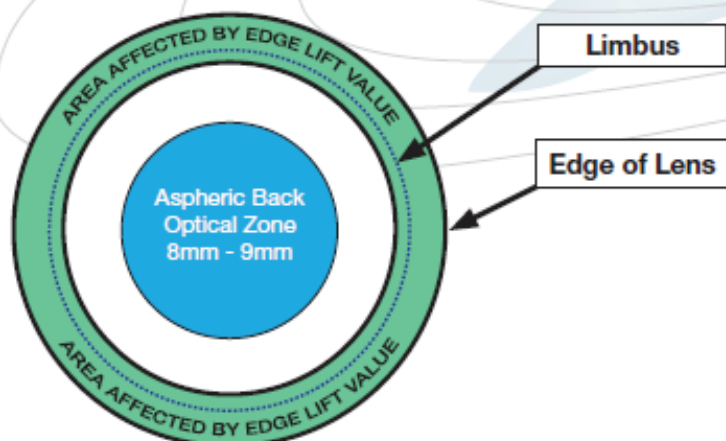 AREA AFFECTED BY EDGE LIFT VALUE
Limbus
Edge of Lens
Aspheric Back
Optical Zone
8mm - 9mm
AREA AFFECTED BY EDGE LIFT VALUE